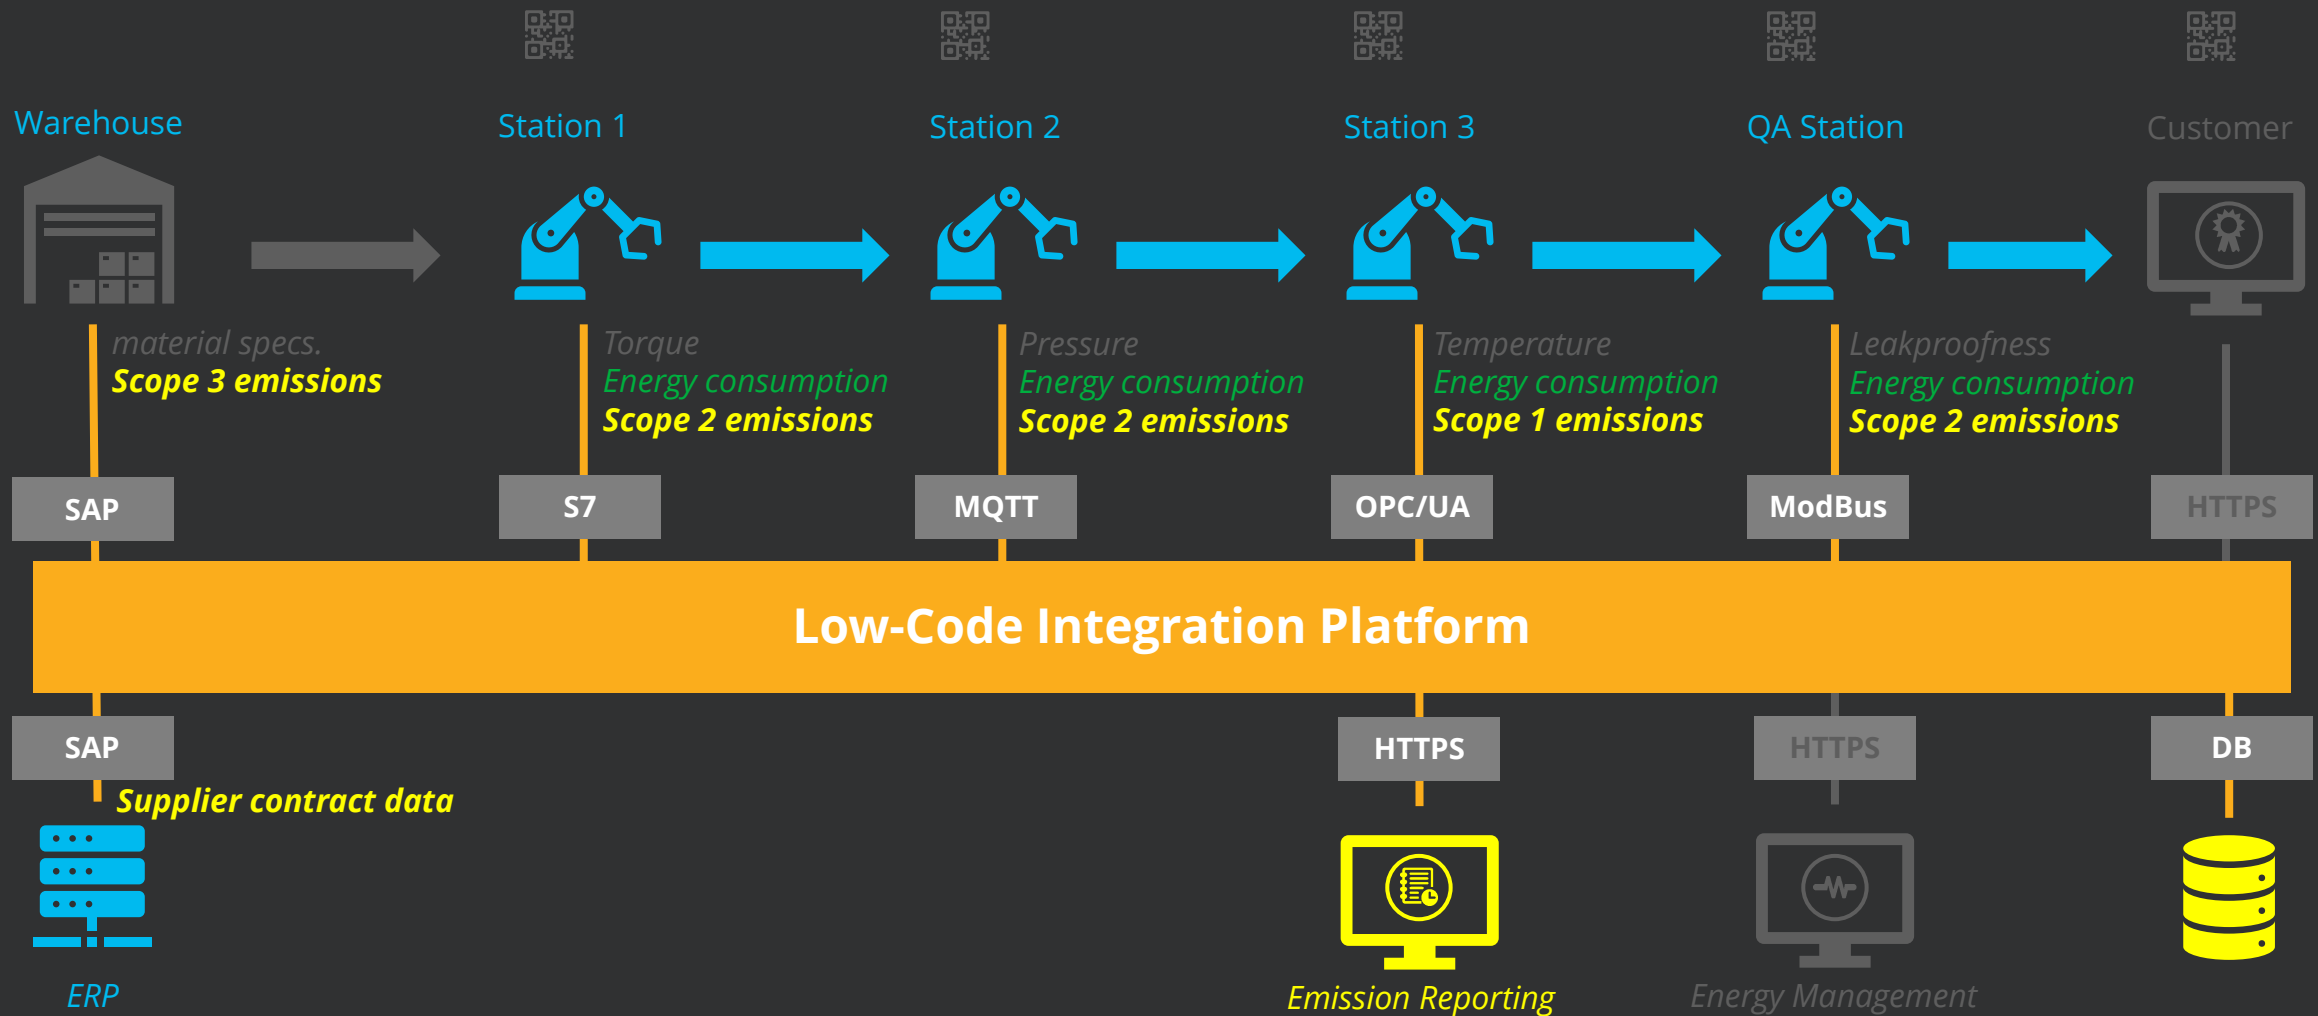 Warehouse
Station 1
Station 2
Station 3
QA Station
Customer
material specs.
Scope 3 emissions
Torque
Energy consumption
Scope 2 emissions
Pressure
Energy consumption
Scope 2 emissions
Temperature
Energy consumption
Scope 1 emissions
Leakproofness
Energy consumption
Scope 2 emissions
SAP
S7
MQTT
OPC/UA
ModBus
HTTPS
Low-Code Integration Platform
SAP
HTTPS
HTTPS
DB
Supplier contract data
ERP
Emission Reporting
Energy Management